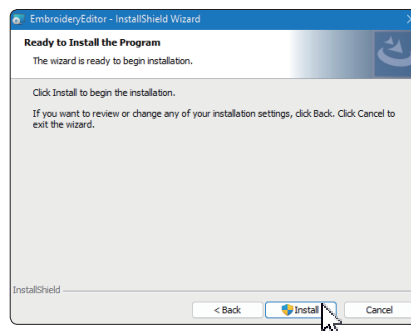 EmbroideryEditor - InstallShield Wizard
Ready to Install the Program
The wizard is ready to begin installation.
Click Install to begin the installation.
If you want to review or change any of your installation settings, click Back. Click Cancel to
exit the wizard.
InstallShield
< Back Install Cancel